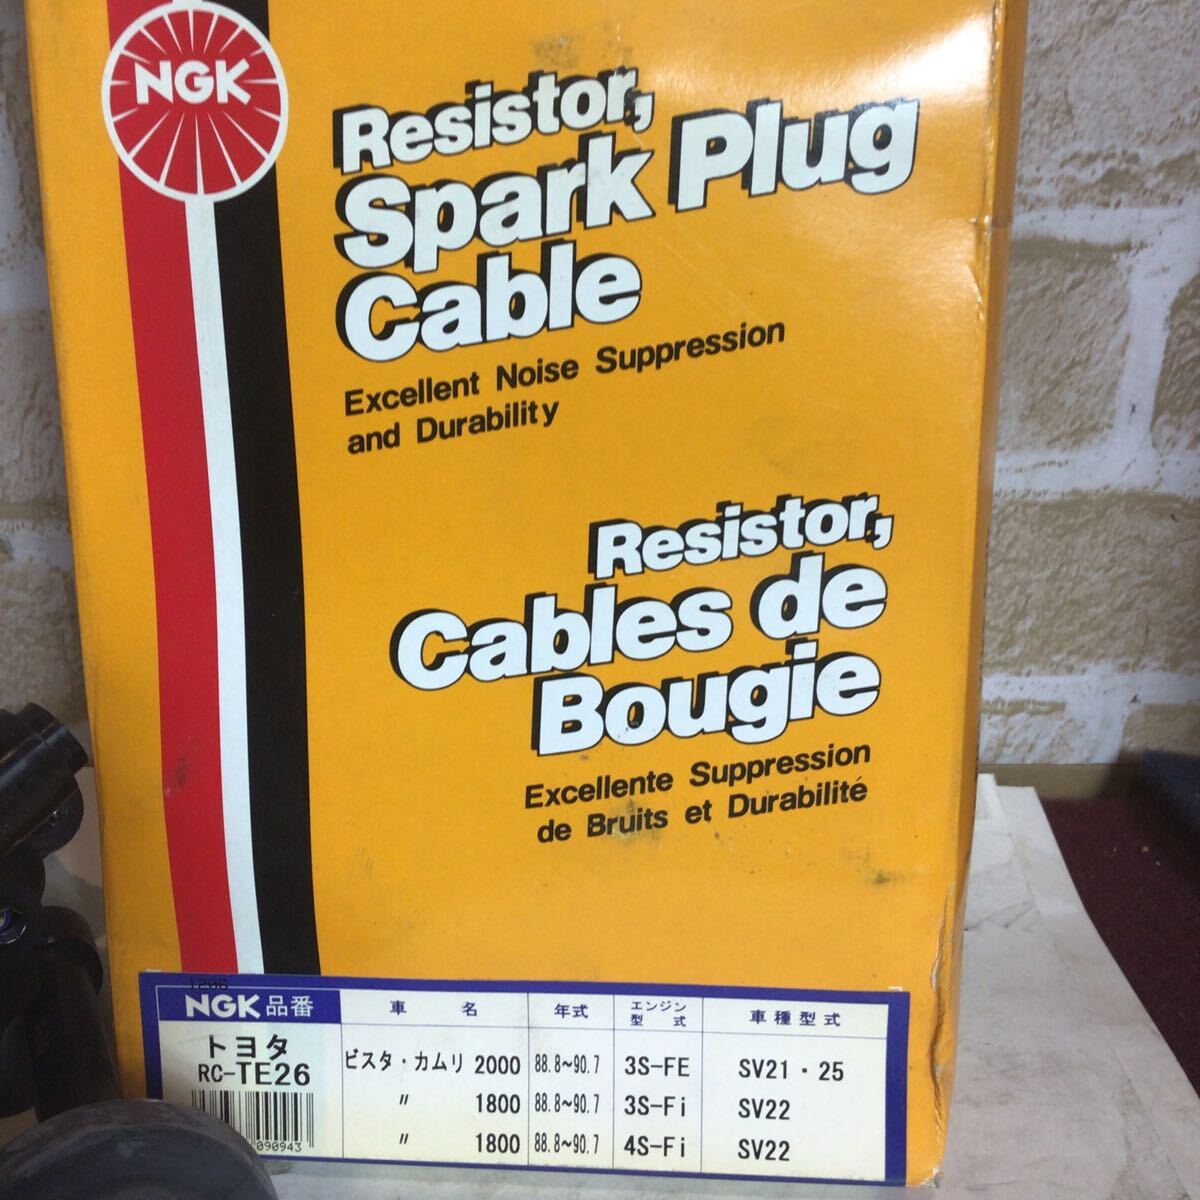 NGK
Resistor,
Spark Plug
Cable
Excellent Noise Suppression
and Durability
Resistor,
Cables de
Bougie
Excellente Suppression
de Bruits et Durabilité
1206
NGK品番 車名 年式 エンジン型式 車種型式
トヨタ
RC-TE26
ビスタ・カムリ 2000 88.8~90.7 3S-FE SV21・25
〃 1800 88.8~90.7 3S-Fi SV22
〃 1800 88.8~90.7 4S-Fi SV22
090943